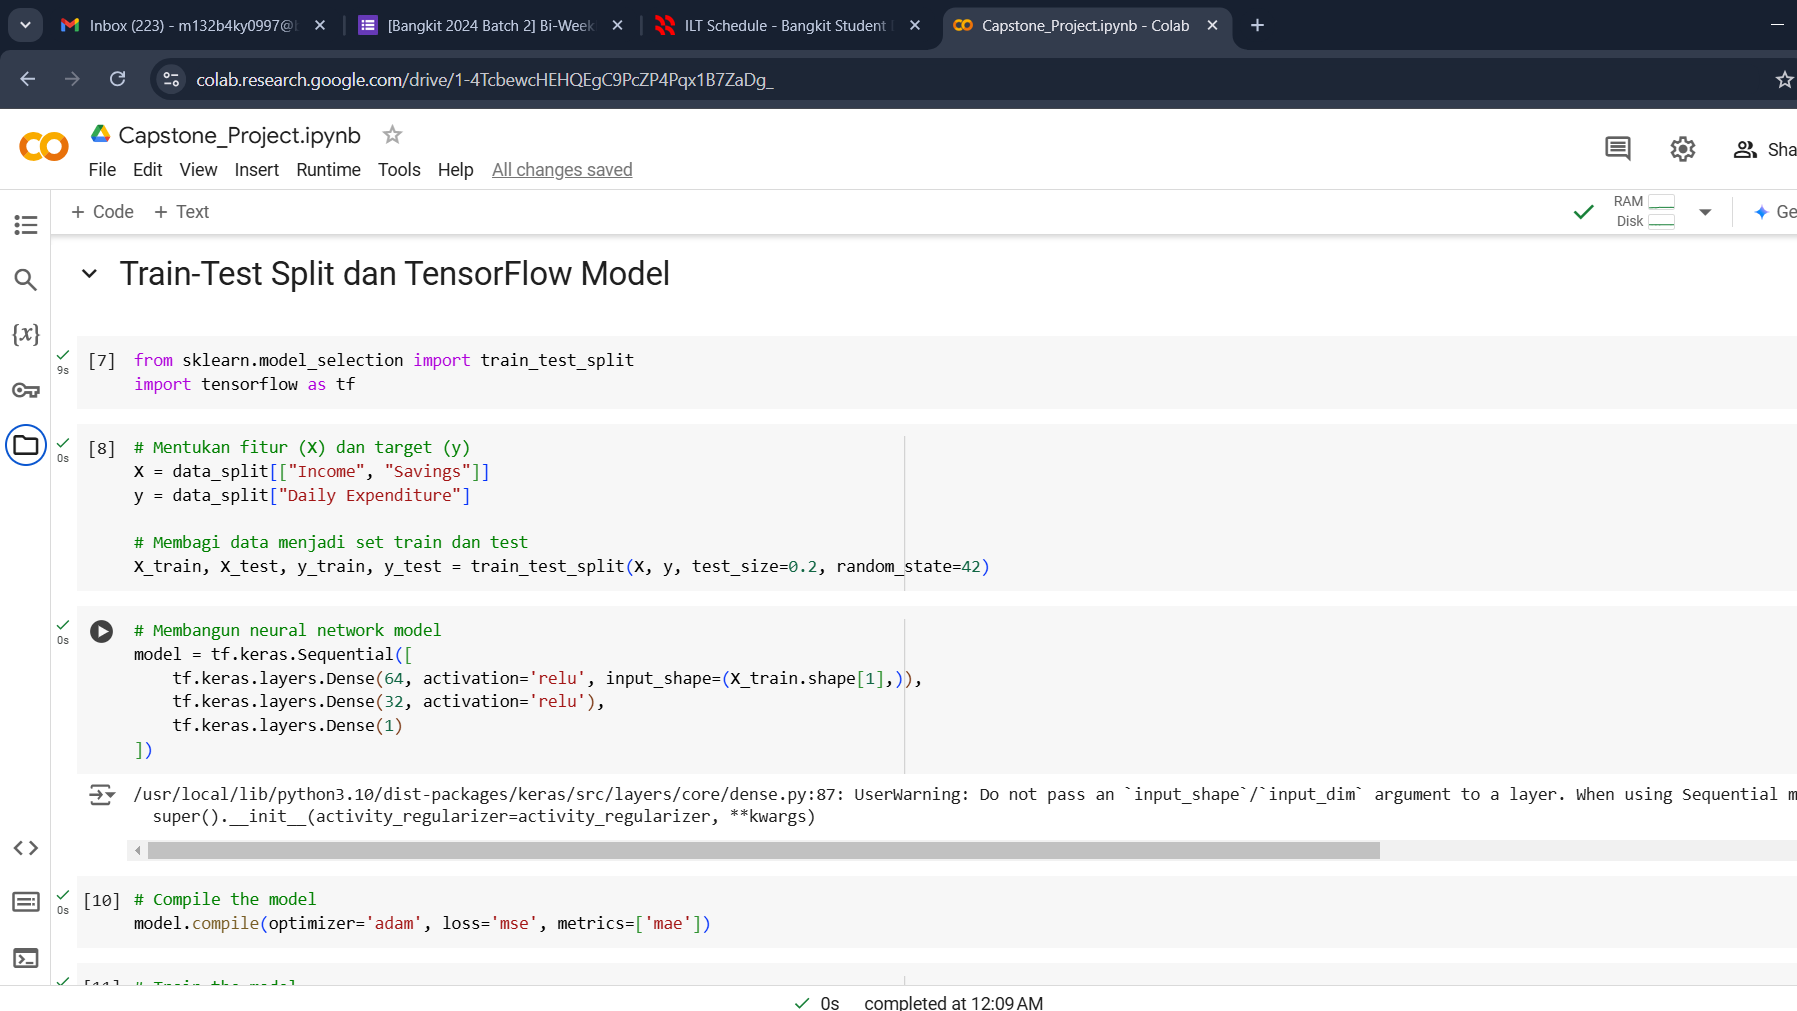 Inbox (223) - m132b4ky0997@
[Bangkit 2024 Batch 2] Bi-Week
ILT Schedule - Bangkit Student
Capstone_Project.ipynb - Colab
colab.research.google.com/drive/1-4TcbewcHEHQEgC9PcZP4Pqx1B7ZaDg_
CO
Capstone_Project.ipynb
Sha
File Edit View Insert Runtime Tools Help All changes saved
+ Code + Text
RAM
Disk
Ge
Train-Test Split dan TensorFlow Model
[7] from sklearn.model_selection import train_test_split
9s
import tensorflow as tf
{x}
[8] # Mentukan fitur (X) dan target (y)
0s
X = data_split[["Income", "Savings"]]
y = data_split["Daily Expenditure"]
# Membagi data menjadi set train dan test
X_train, X_test, y_train, y_test = train_test_split(X, y, test_size=0.2, random_state=42)
0s
# Membangun neural network model
model = tf.keras.Sequential([
tf.keras.layers.Dense(64, activation='relu', input_shape=(X_train.shape[1],)),
tf.keras.layers.Dense(32, activation='relu'),
tf.keras.layers.Dense(1)
])
/usr/local/lib/python3.10/dist-packages/keras/src/layers/core/dense.py:87: UserWarning: Do not pass an `input_shape`/`input_dim` argument to a layer. When using Sequential m
super().__init__(activity_regularizer=activity_regularizer, **kwargs)
[10] # Compile the model
0s
model.compile(optimizer='adam', loss='mse', metrics=['mae'])
[11] # Train the model
0s completed at 12:09 AM